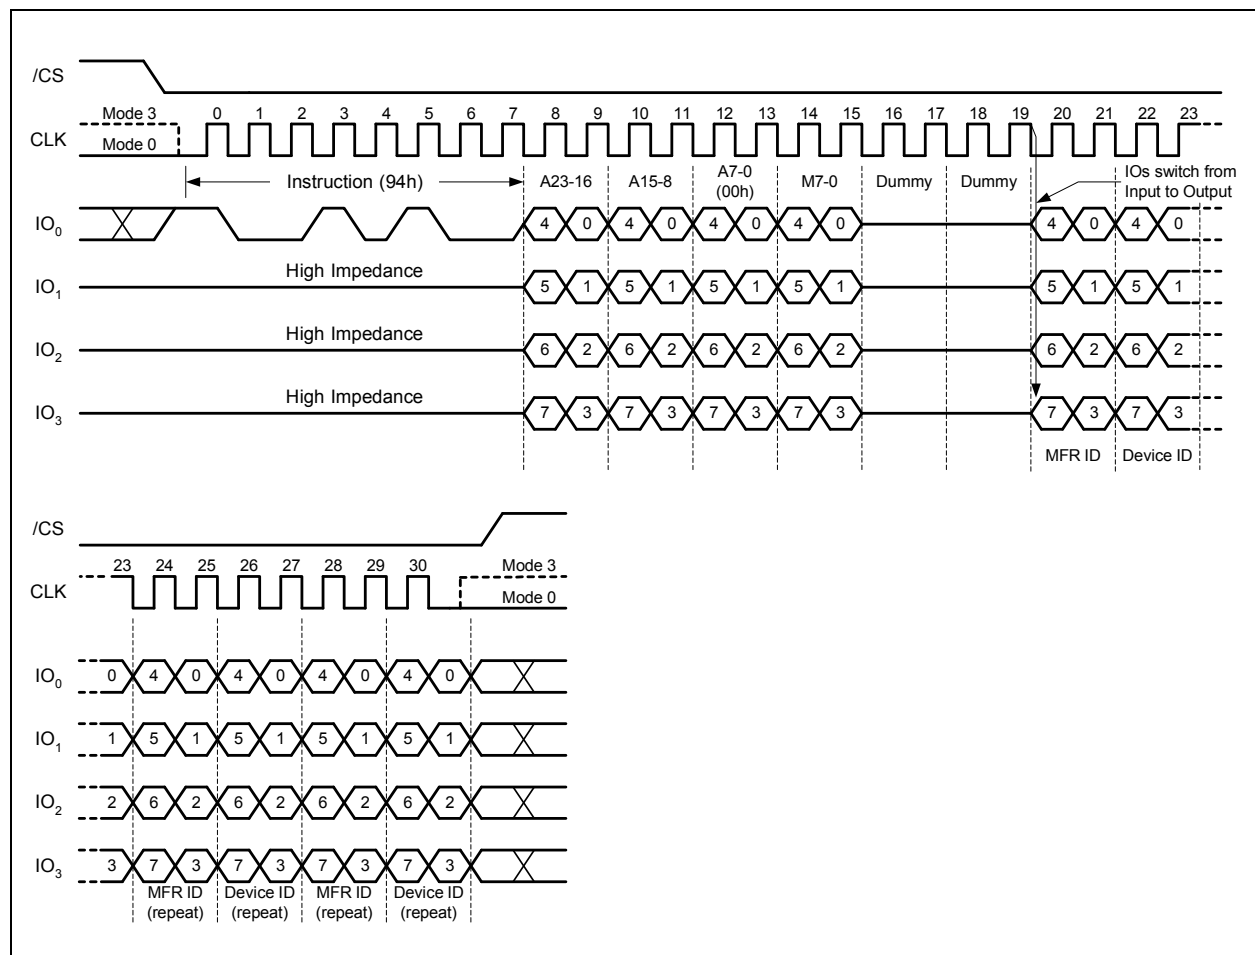 /CS
Mode 3
0 1 2 3 4 5 6 7 8 9 10 11 12 13 14 15 16 17 18 19 20 21 22 23
CLK
Mode 0
Instruction (94h)
A23-16 A15-8 A7-0 M7-0 Dummy Dummy
(00h)
IOs switch from
Input to Output
IO0 4 0 4 0 4 0 4 0 4 0 4 0
High Impedance
IO1 5 1 5 1 5 1 5 1 5 1 5 1
High Impedance
IO2 6 2 6 2 6 2 6 2 6 2 6 2
High Impedance
IO3 7 3 7 3 7 3 7 3 7 3 7 3
MFR ID Device ID
/CS
23 24 25 26 27 28 29 30 Mode 3
CLK
Mode 0
IO0 0 4 0 4 0 4 0 4 0
IO1 1 5 1 5 1 5 1 5 1
IO2 2 6 2 6 2 6 2 6 2
IO3 3 7 3 7 3 7 3 7 3
MFR ID Device ID MFR ID Device ID
(repeat) (repeat) (repeat) (repeat)